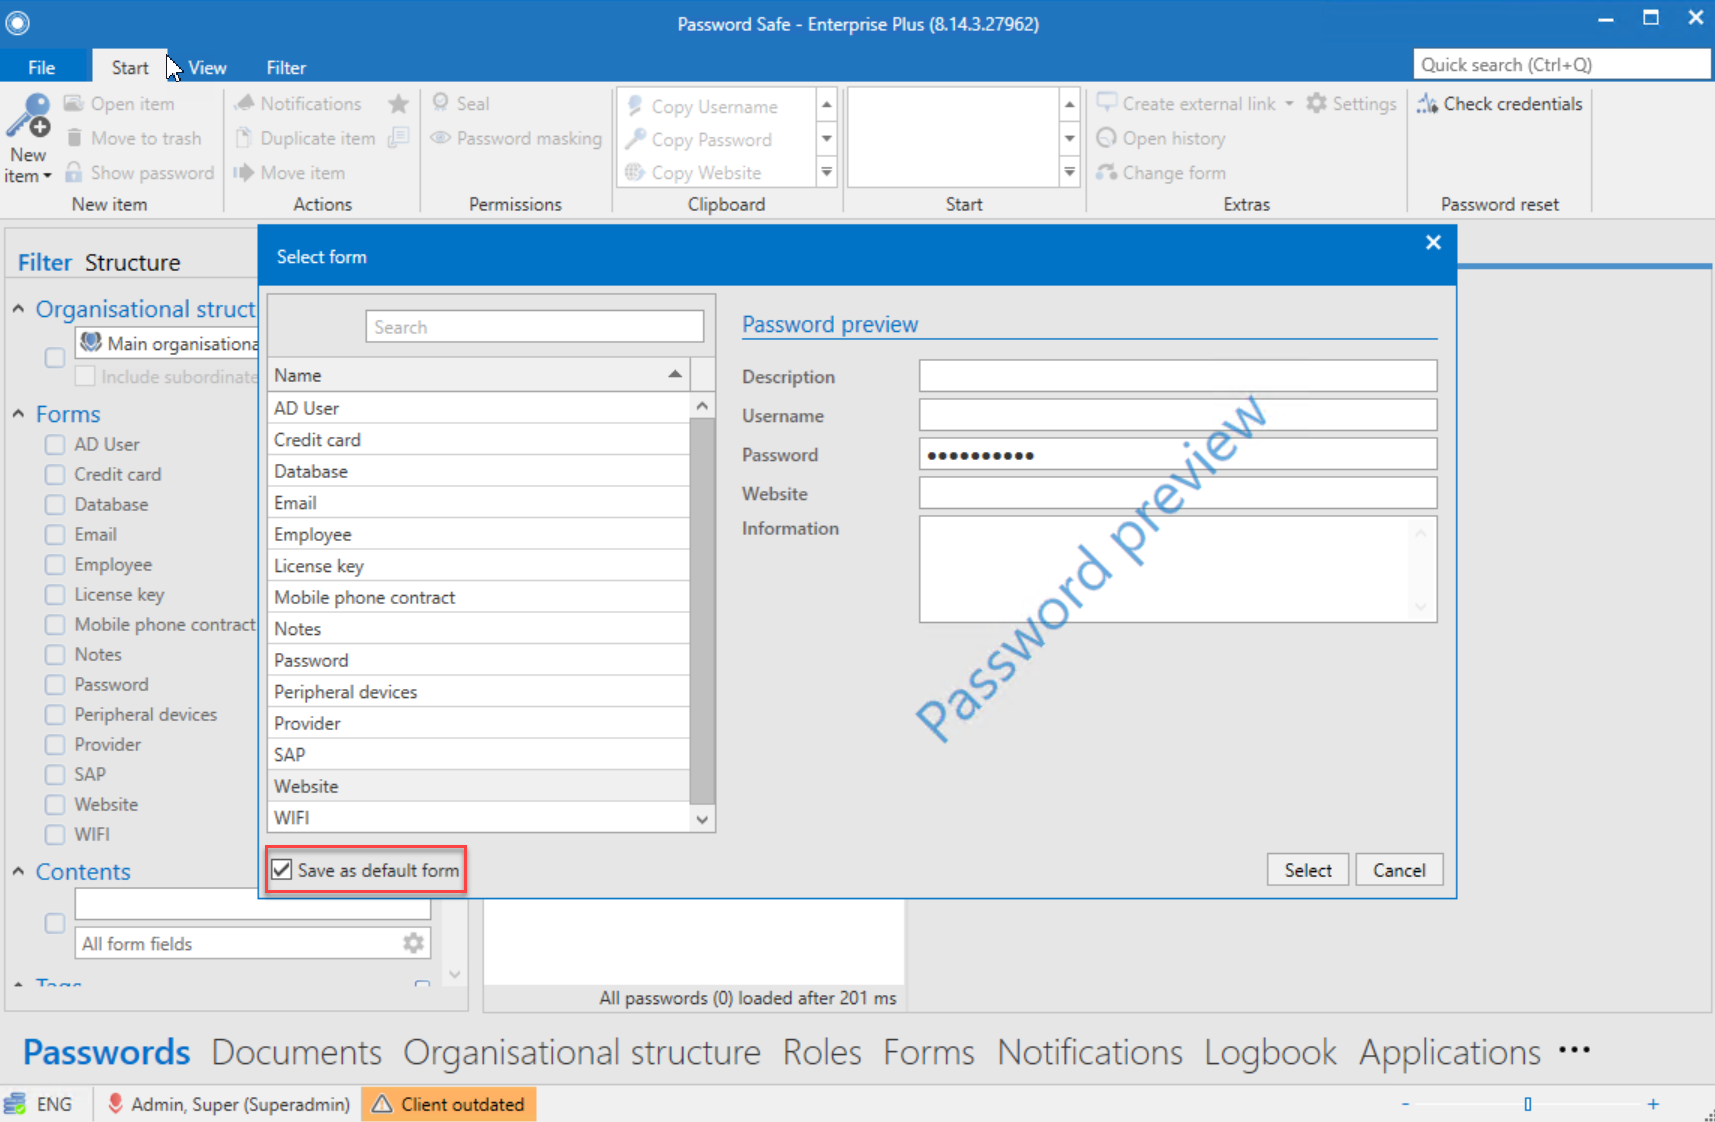 Password Safe - Enterprise Plus (8.14.3.27962)
File Start View Filter
Quick search (Ctrl+Q)
New item
Open item
Move to trash
Show password
New item
Notifications
Duplicate item
Move item
Actions
Seal
Password masking
Permissions
Copy Username
Copy Password
Copy Website
Clipboard
Start
Create external link
Settings
Open history
Change form
Extras
Check credentials
Password reset
Filter Structure
Organisational struct
Main organisationa
Include subordinate
Forms
AD User
Credit card
Database
Email
Employee
License key
Mobile phone contract
Notes
Password
Peripheral devices
Provider
SAP
Website
WIFI
Contents
All form fields
Tags
Select form
Search
Name
AD User
Credit card
Database
Email
Employee
License key
Mobile phone contract
Notes
Password
Peripheral devices
Provider
SAP
Website
WIFI
Save as default form
Password preview
Description
Username
Password
Website
Information
Password preview
Select
Cancel
All passwords (0) loaded after 201 ms
Passwords Documents Organisational structure Roles Forms Notifications Logbook Applications •••
ENG Admin, Super (Superadmin) Client outdated
- +